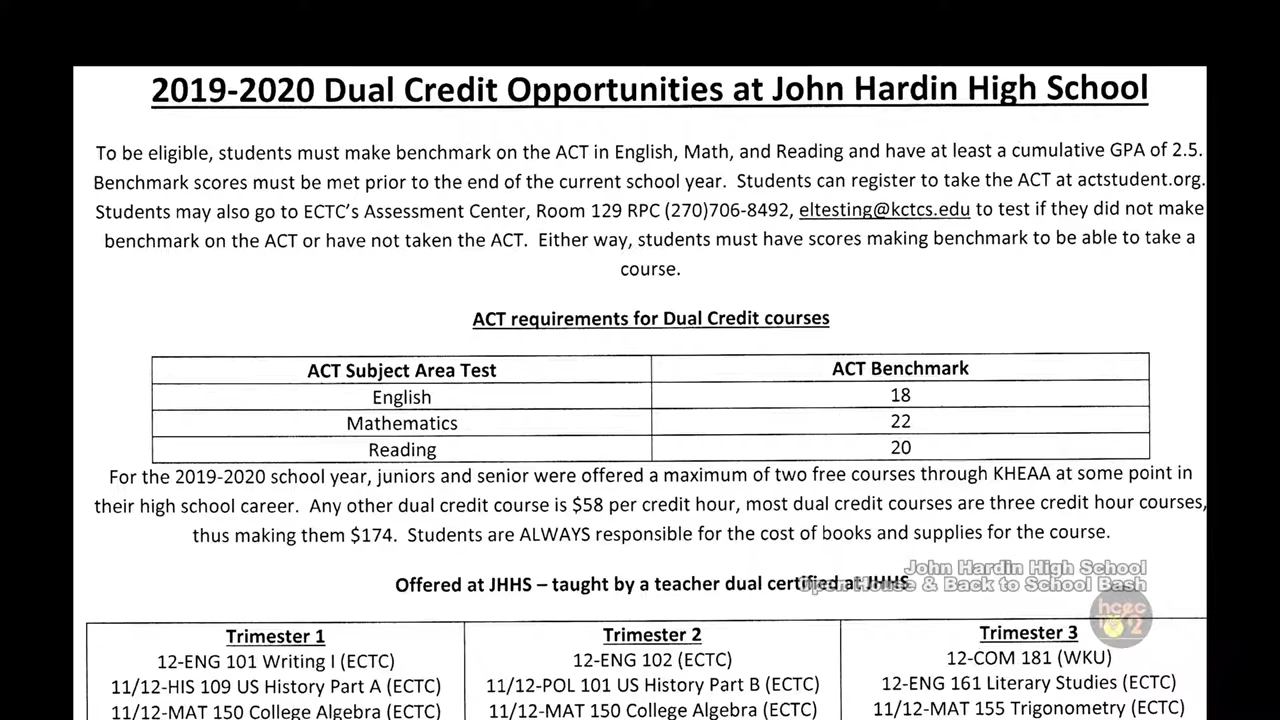 2019-2020 Dual Credit Opportunities at John Hardin High School
To be eligible, students must make benchmark on the ACT in English, Math, and Reading and have at least a cumulative GPA of 2.5.
Benchmark scores must be met prior to the end of the current school year. Students can register to take the ACT at actstudent.org.
Students may also go to ECTC's Assessment Center, Room 129 RPC (270)706-8492, eltesting@kctcs.edu to test if they did not make
benchmark on the ACT or have not taken the ACT. Either way, students must have scores making benchmark to be able to take a
course.
ACT requirements for Dual Credit courses
ACT Subject Area Test ACT Benchmark
English 18
Mathematics 22
Reading 20
For the 2019-2020 school year, juniors and senior were offered a maximum of two free courses through KHEAA at some point in
their high school career. Any other dual credit course is $58 per credit hour, most dual credit courses are three credit hour courses,
thus making them $174. Students are ALWAYS responsible for the cost of books and supplies for the course.
Offered at JHHS – taught by a teacher dual certified at JHHS
John Hardin High School
Open House & Back to School Bash
hcec
Trimester 1 Trimester 2 Trimester 3
12-ENG 101 Writing I (ECTC) 12-ENG 102 (ECTC) 12-COM 181 (WKU)
11/12-HIS 109 US History Part A (ECTC) 11/12-POL 101 US History Part B (ECTC) 12-ENG 161 Literary Studies (ECTC)
11/12-MAT 150 College Algebra (ECTC) 11/12-MAT 150 College Algebra (ECTC) 11/12-MAT 155 Trigonometry (ECTC)